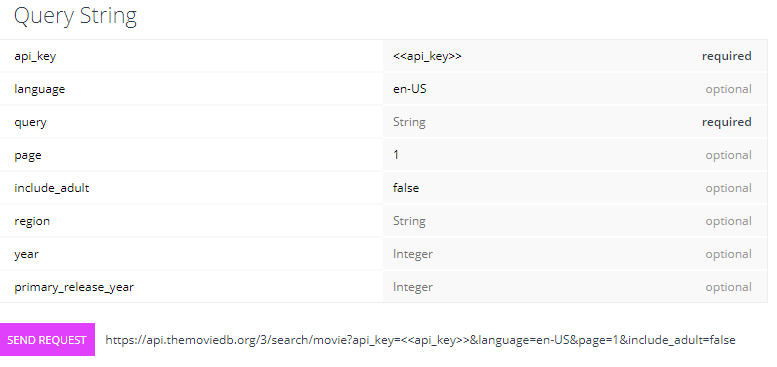 Query String
api_key <<api_key>> required
language en-US optional
query String required
page 1 optional
include_adult false optional
region String optional
year Integer optional
primary_release_year Integer optional
SEND REQUEST https://api.themoviedb.org/3/search/movie?api_key=<<api_key>>&language=en-US&page=1&include_adult=false